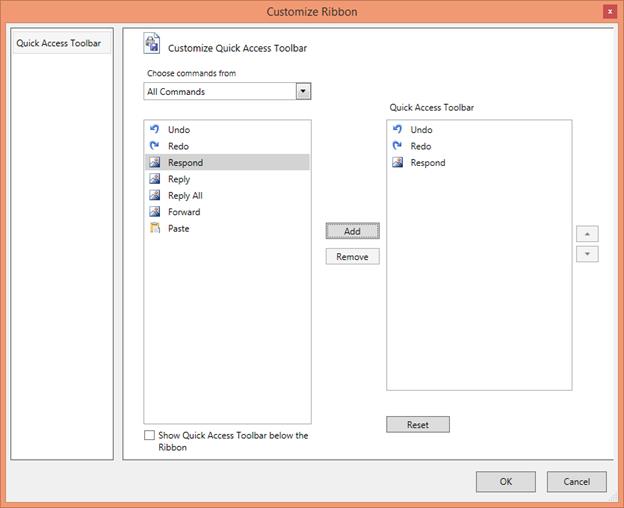 Customize Ribbon
x
Quick Access Toolbar
Customize Quick Access Toolbar
Choose commands from
All Commands
Undo
Redo
Respond
Reply
Reply All
Forward
Paste
Show Quick Access Toolbar below the
Ribbon
Add
Remove
Quick Access Toolbar
Undo
Redo
Respond
Reset
OK
Cancel